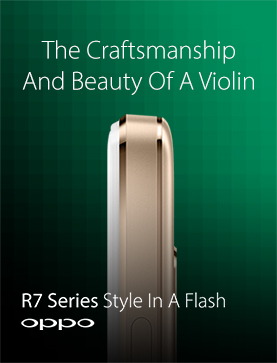 The Craftsmanship
And Beauty Of A Violin
R7 Series Style In A Flash
oppo